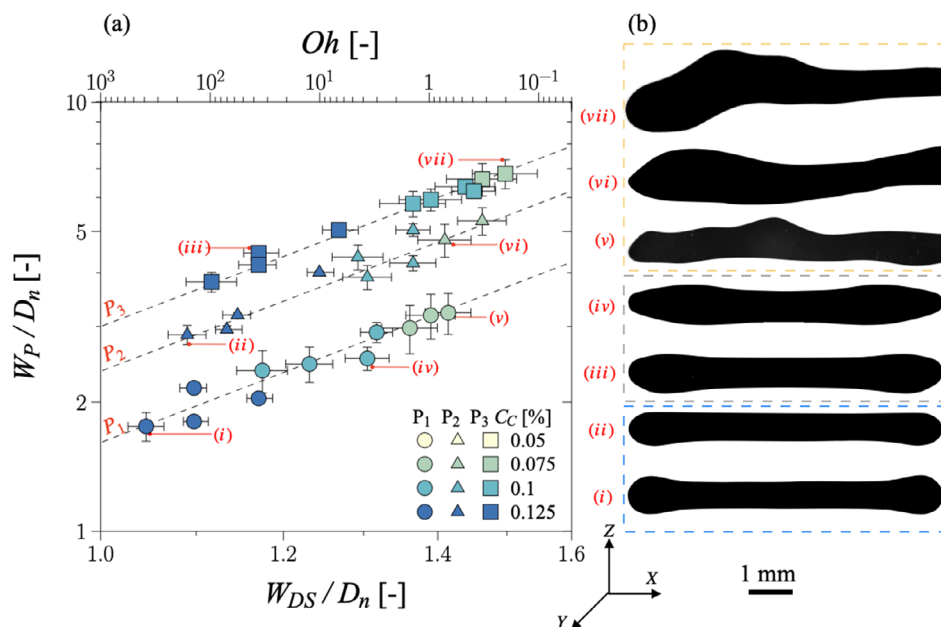 (a)
(b)
Oh [-]
10³ 10² 10¹ 1 10⁻¹
10
5
2
1
W_P / D_n [-]
P₃
P₂
P₁
(vii)
(iii)
(vi)
(ii)
(v)
(iv)
(i)
P₁ P₂ P₃ C_C [%]
0.05
0.075
0.1
0.125
1.0 1.2 1.4 1.6
W_DS / D_n [-]
(vii)
(vi)
(v)
(iv)
(iii)
(ii)
(i)
Z
X
Y
1 mm